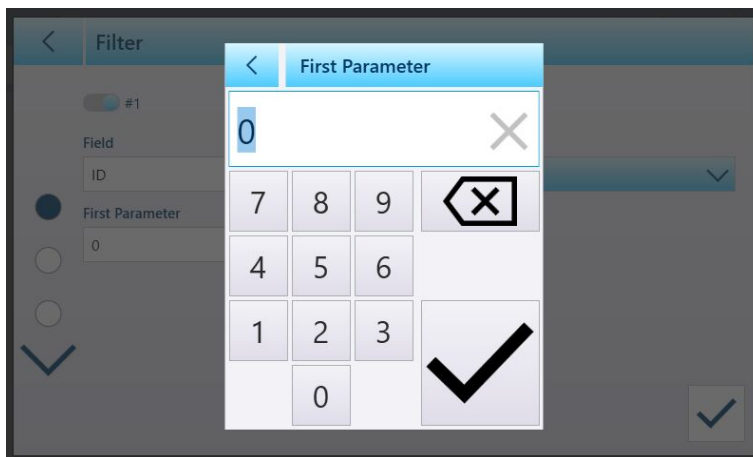 Filter
#1
Field
ID
First Parameter
0
First Parameter
0
7 8 9
4 5 6
1 2 3
0